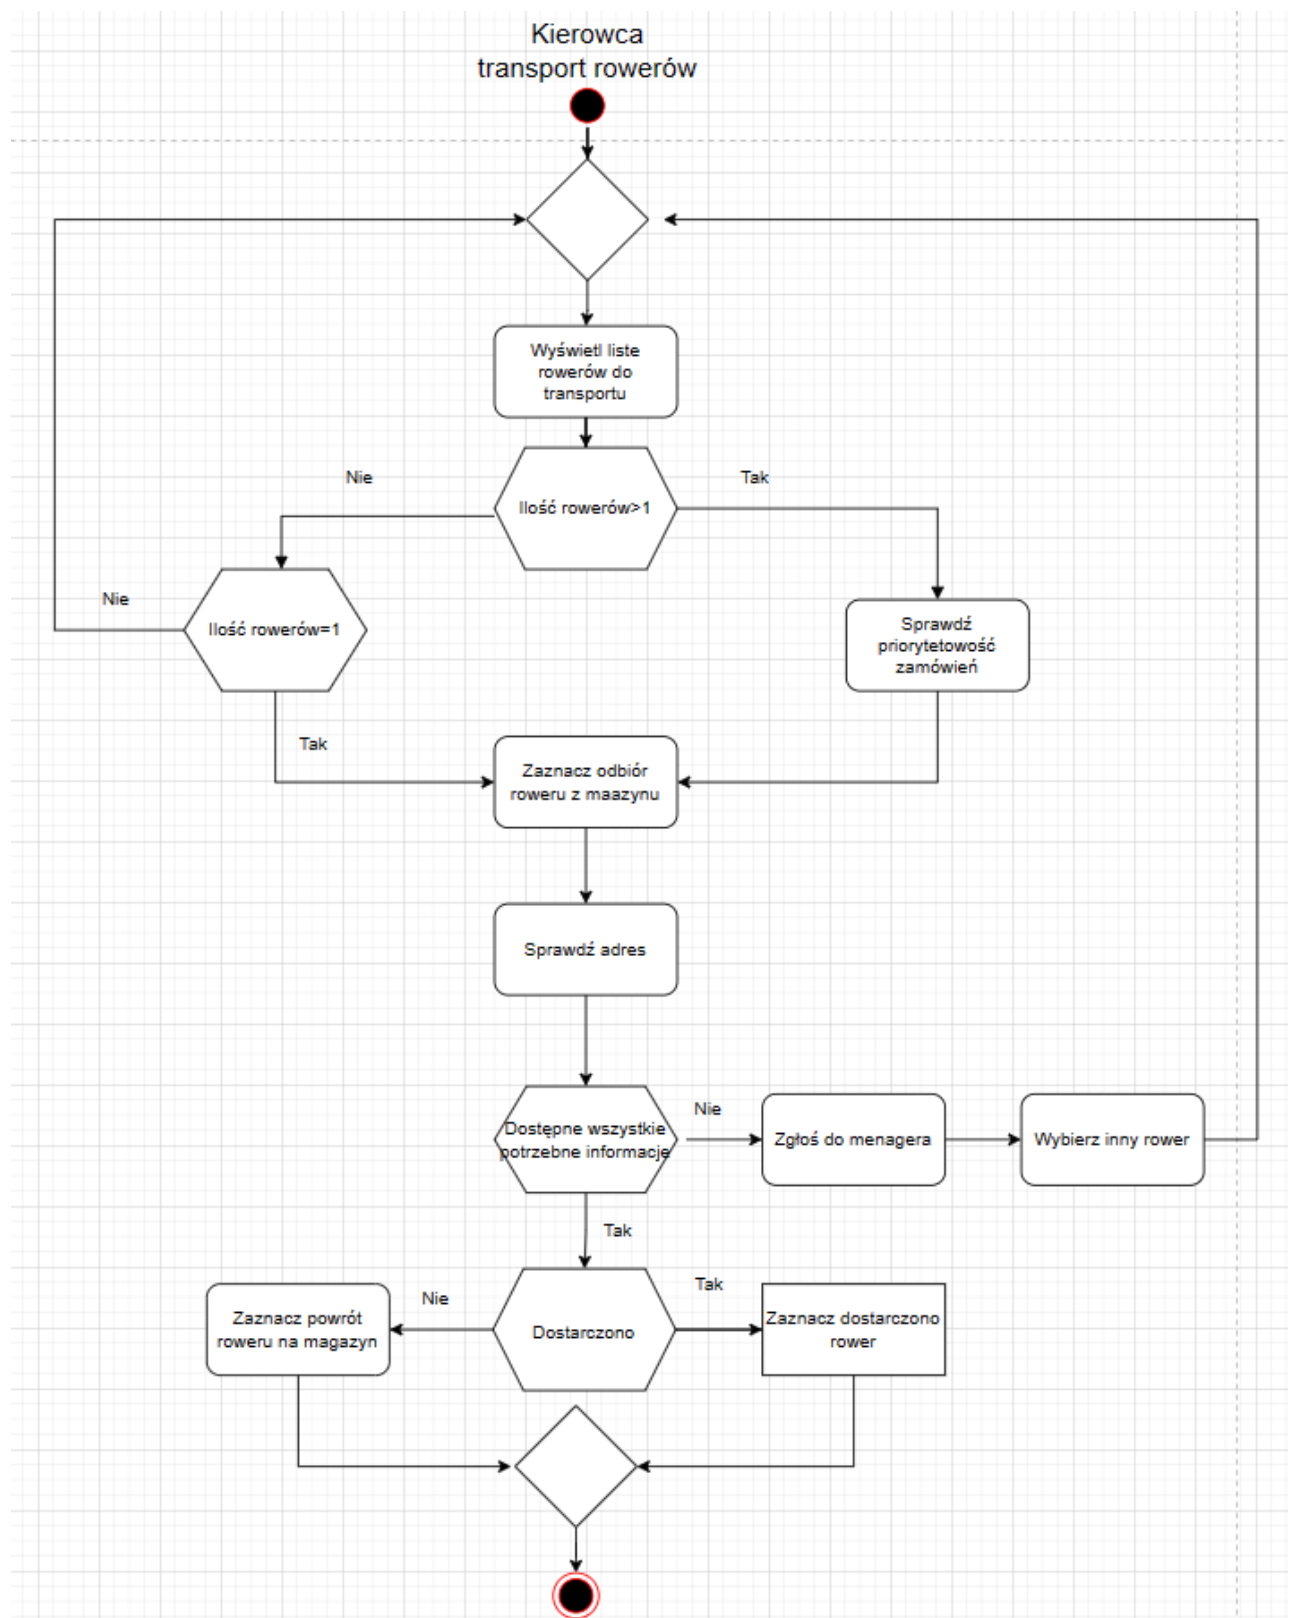 Kierowca
transport rowerów
Wyświetl liste
rowerów do
transportu
Nie
Tak
Ilość rowerów>1
Nie
Ilość rowerów=1
Sprawdź
priorytetowość
zamówień
Tak
Zaznacz odbiór
roweru z maazynu
Sprawdź adres
Dostępne wszystkie
potrzebne informacje
Nie
Zgłoś do menagera
Wybierz inny rower
Tak
Zaznacz powrót
roweru na magazyn
Nie
Dostarczono
Tak
Zaznacz dostarczono
rower